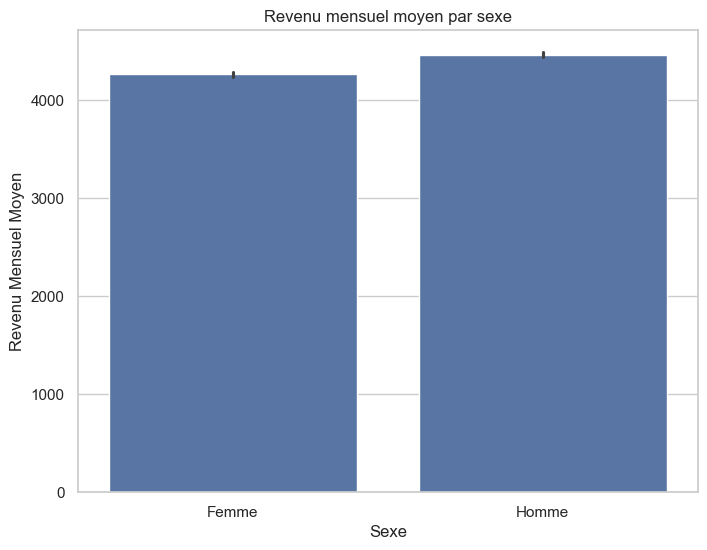 Revenu mensuel moyen par sexe
Revenu Mensuel Moyen
4000
3000
2000
1000
0
Femme
Homme
Sexe